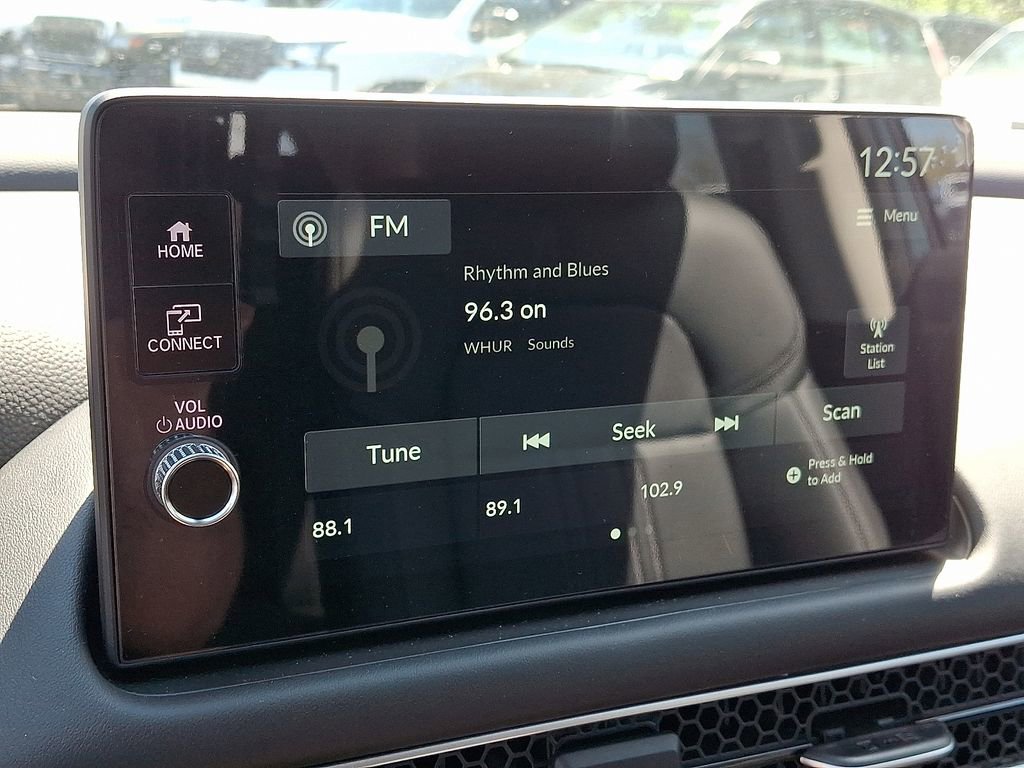 12:57
HOME
FM
Menu
Rhythm and Blues
96.3 on
WHUR Sounds
CONNECT
Station
List
VOL
AUDIO
Tune
Seek
Scan
88.1
89.1
102.9
Press & Hold
to Add